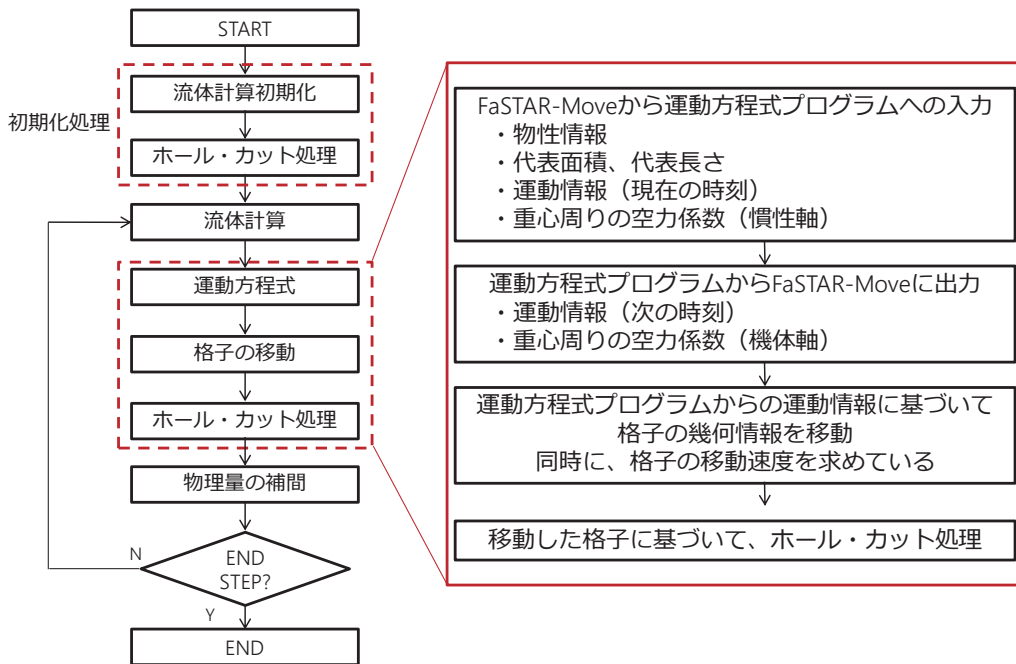 START
流体計算初期化
初期化処理
ホール・カット処理
流体計算
運動方程式
格子の移動
ホール・カット処理
物理量の補間
N
END
STEP?
Y
END
FaSTAR-Moveから運動方程式プログラムへの入力
・物性情報
・代表面積、代表長さ
・運動情報（現在の時刻）
・重心周りの空力係数（慣性軸）
運動方程式プログラムからFaSTAR-Moveに出力
・運動情報（次の時刻）
・重心周りの空力係数（機体軸）
運動方程式プログラムからの運動情報に基づいて
格子の幾何情報を移動
同時に、格子の移動速度を求めている
移動した格子に基づいて、ホール・カット処理